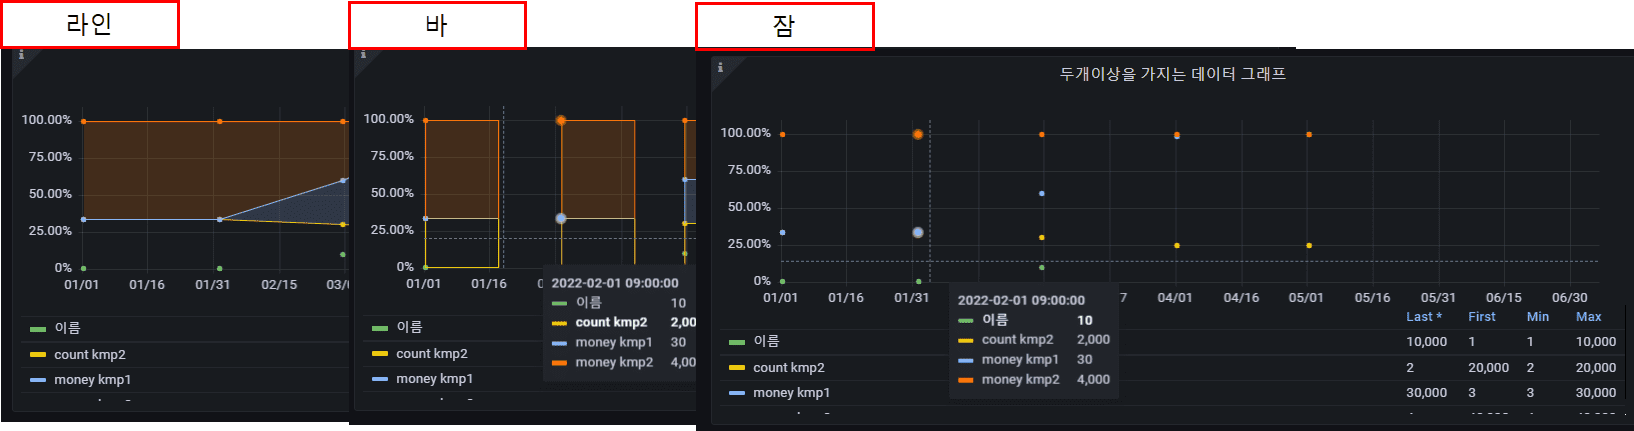 라인
바
잠
i
100.00%
75.00%
50.00%
25.00%
0%
01/01 01/16 01/31 02/15
이름
count kmp2
money kmp1
i
100.00%
75.00%
50.00%
25.00%
0%
01/01 01/16
2022-02-01 09:00:00
이름 10
count kmp2 2,00
money kmp1 30
money kmp2 4,00
이름
count kmp2
money kmp1
i
두개이상을 가지는 데이터 그래프
100.00%
75.00%
50.00%
25.00%
0%
01/01 01/16 01/31 7 04/01 04/16 05/01 05/31 06/15 06/30
2022-02-01 09:00:00
이름 10
count kmp2 2,000
money kmp1 30
money kmp2 4,000
Last * First Min Max
이름 10,000 1 1 10,000
count kmp2 2 20,000 2 20,000
money kmp1 30,000 3 3 30,000